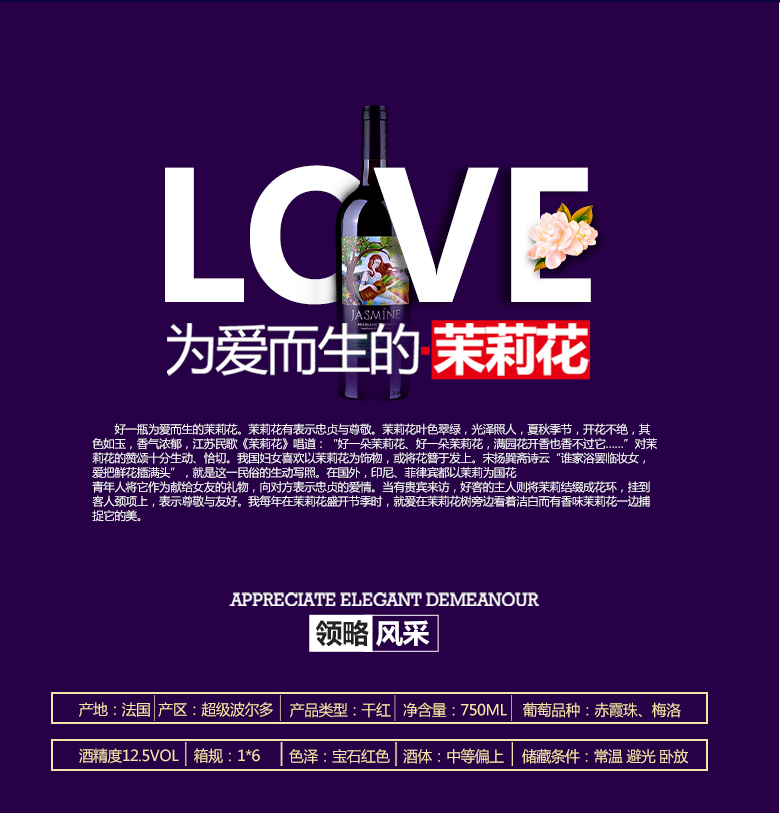 LOVE
JASMINE
为爱而生的·茉莉花
好一瓶为爱而生的茉莉花。茉莉花有表示忠贞与尊敬。茉莉花叶色翠绿，光泽照人，夏秋季节，开花不绝，其
色如玉，香气浓郁，江苏民歌《茉莉花》唱道：“好一朵茉莉花、好一朵茉莉花，满园花开香也香不过它……”对茉
莉花的赞颂十分生动、恰切。我国妇女喜欢以茉莉花为饰物，或将花簪于发上。宋扬巽斋诗云“谁家浴罢临妆女，
爱把鲜花插满头”，就是这一民俗的生动写照。在国外，印尼、菲律宾都以茉莉为国花
青年人将它作为献给女友的礼物，向对方表示忠贞的爱情。当有贵宾来访，好客的主人则将茉莉结缀成花环，挂到
客人颈项上，表示尊敬与友好。我每年在茉莉花盛开节季时，就爱在茉莉花树旁边看着洁白而有香味茉莉花一边捕
捉它的美。
APPRECIATE ELEGANT DEMEANOUR
领略风采
产地：法国 产区：超级波尔多 产品类型：干红 净含量：750ML 葡萄品种：赤霞珠、梅洛
酒精度12.5VOL 箱规：1*6 色泽：宝石红色 酒体：中等偏上 储藏条件：常温 避光 卧放